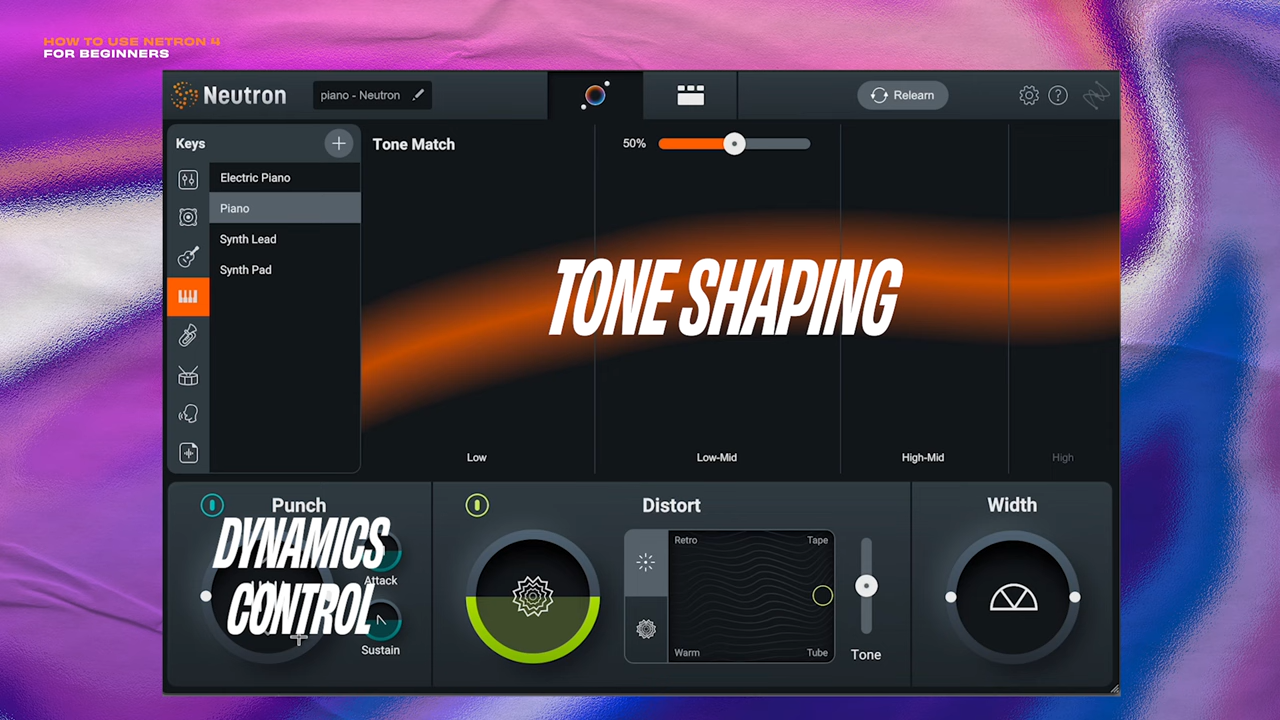 HOW TO USE NETRON 4
FOR BEGINNERS
Neutron
piano - Neutron
Relearn
Keys
Tone Match
50%
Electric Piano
Piano
Synth Lead
Synth Pad
TONE SHAPING
Low
Low-Mid
High-Mid
High
Punch
DYNAMICS
CONTROL
Attack
Sustain
Distort
Retro
Tape
Warm
Tube
Tone
Width